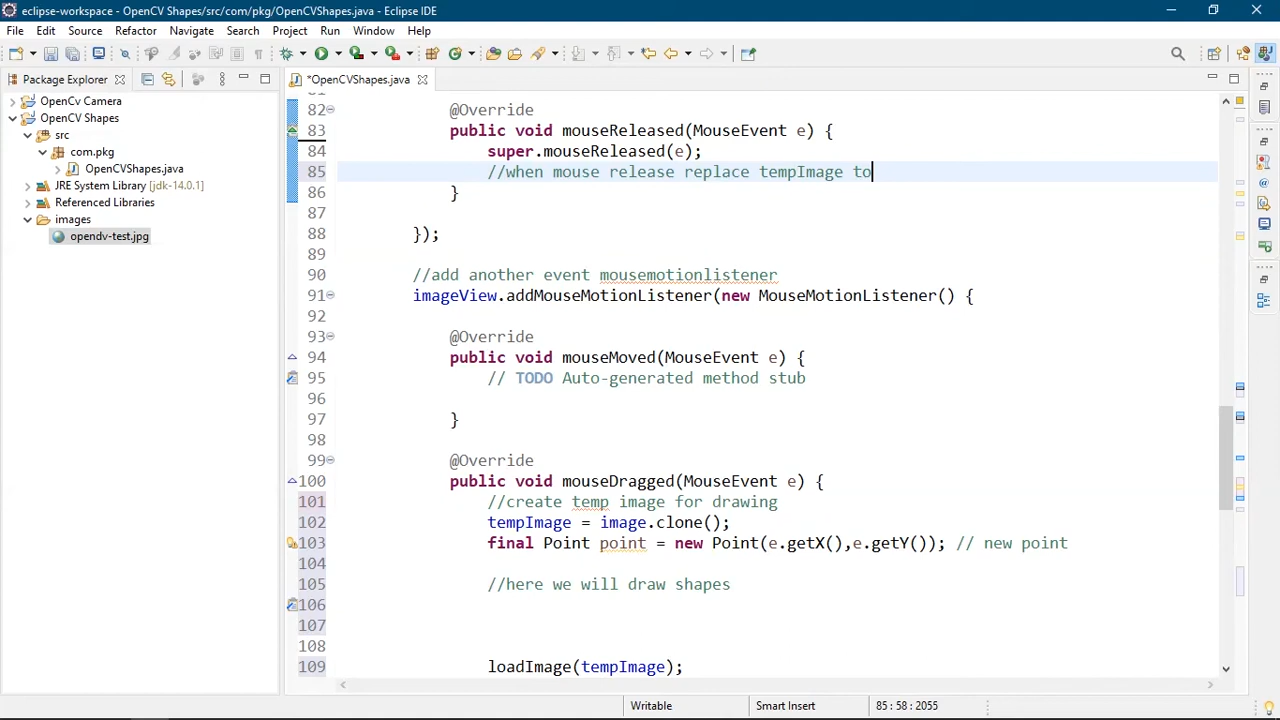 eclipse-workspace - OpenCV Shapes/src/com/pkg/OpenCVShapes.java - Eclipse IDE
File Edit Source Refactor Navigate Search Project Run Window Help
Package Explorer
*OpenCVShapes.java
OpenCv Camera
OpenCV Shapes
src
com.pkg
OpenCVShapes.java
JRE System Library [jdk-14.0.1]
Referenced Libraries
images
opendv-test.jpg
81
82 @Override
83 public void mouseReleased(MouseEvent e) {
84 super.mouseReleased(e);
85 //when mouse release replace tempImage to
86 }
87
88 });
89
90 //add another event mousemotionlistener
91 imageView.addMouseMotionListener(new MouseMotionListener() {
92
93 @Override
94 public void mouseMoved(MouseEvent e) {
95 // TODO Auto-generated method stub
96
97 }
98
99 @Override
100 public void mouseDragged(MouseEvent e) {
101 //create temp image for drawing
102 tempImage = image.clone();
103 final Point point = new Point(e.getX(),e.getY()); // new point
104
105 //here we will draw shapes
106
107
108
109 loadImage(tempImage);
Writable Smart Insert 85 : 58 : 2055